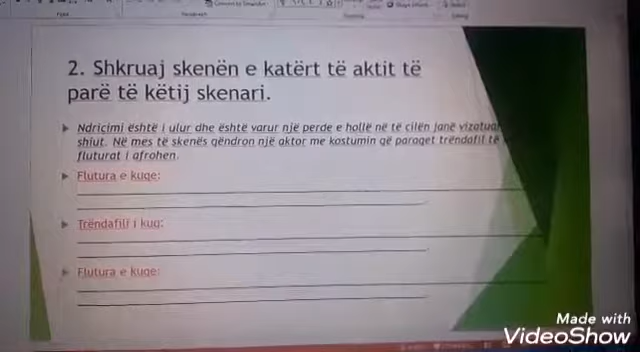 2. Shkruaj skenën e katërt të aktit të
parë të këtij skenari.
Ndriçimi është i ulur dhe është varur një perde e hollë në të cilën janë vizatuar
shiut. Në mes të skenës qëndron një aktor me kostumin që paraqet trëndafil të
fluturat i afrohen.
Flutura e kuqe:
Trëndafili i kuq:
Flutura e kuqe:
Made with
VideoShow